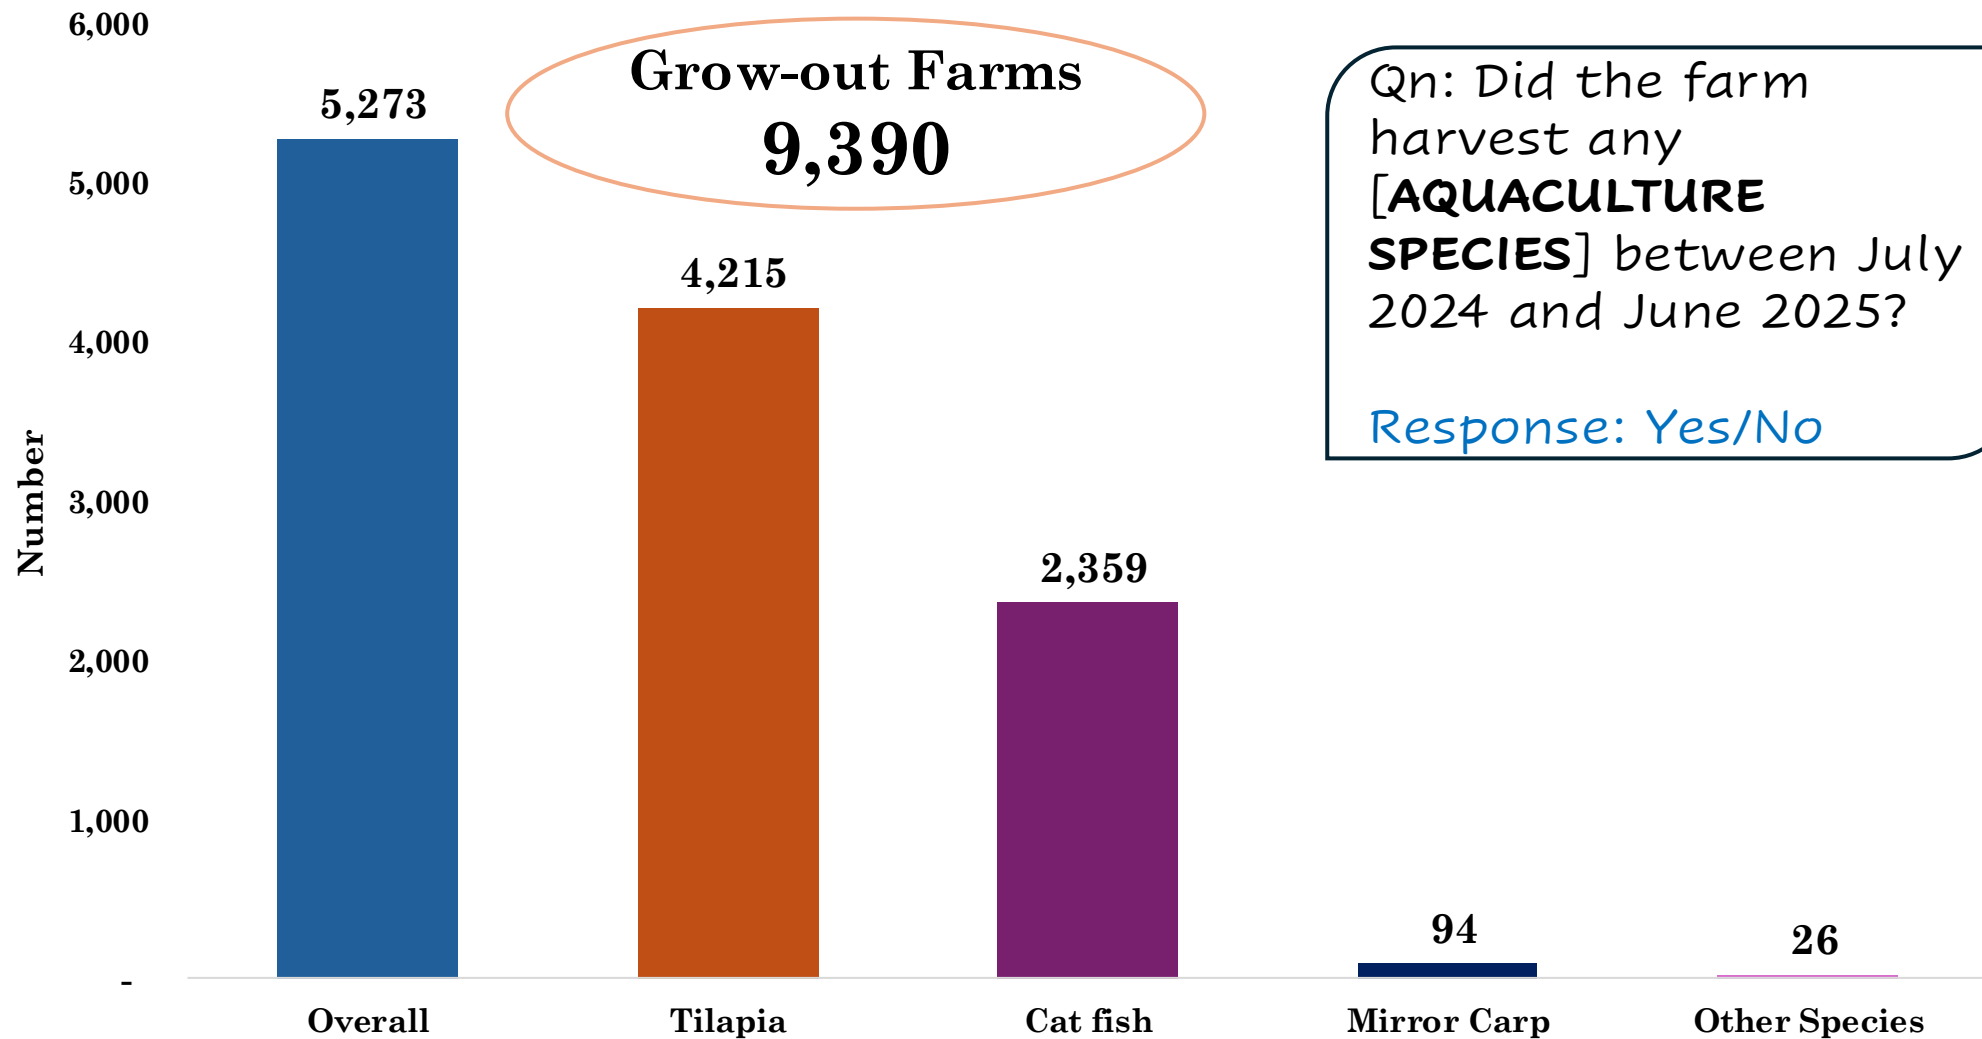 6,000
5,000
4,000
3,000
2,000
1,000
-
Number
Grow-out Farms
9,390
5,273
4,215
2,359
94
26
Overall
Tilapia
Cat fish
Mirror Carp
Other Species
Qn: Did the farm
harvest any
[AQUACULTURE
SPECIES] between July
2024 and June 2025?
Response: Yes/No